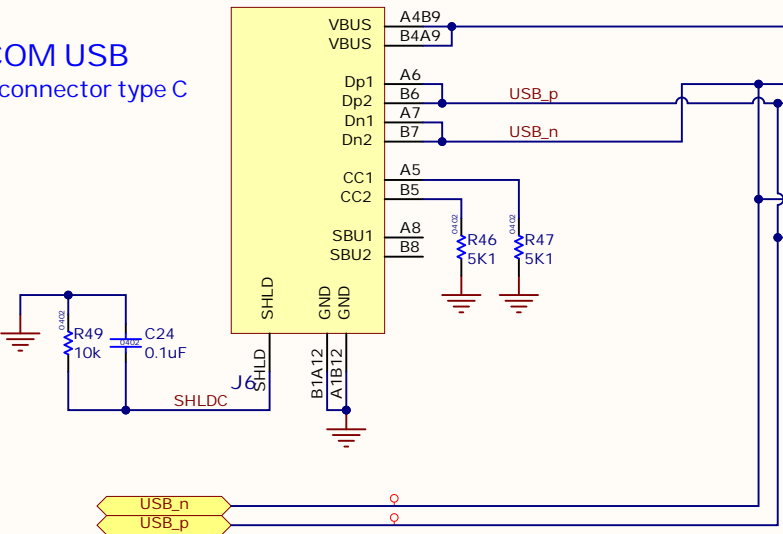 COM USB
connector type C
VBUS A4B9
VBUS B4A9
Dp1 A6
Dp2 B6 USB_p
Dn1 A7
Dn2 B7 USB_n
CC1 A5
CC2 B5
SBU1 A8
SBU2 B8
0402 R46 5K1
0402 R47 5K1
SHLD
GND
GND
SHLD
B1A12
A1B12
J6
0402 R49 10k
0402 C24 0.1uF
SHLDC
USB_n
USB_p